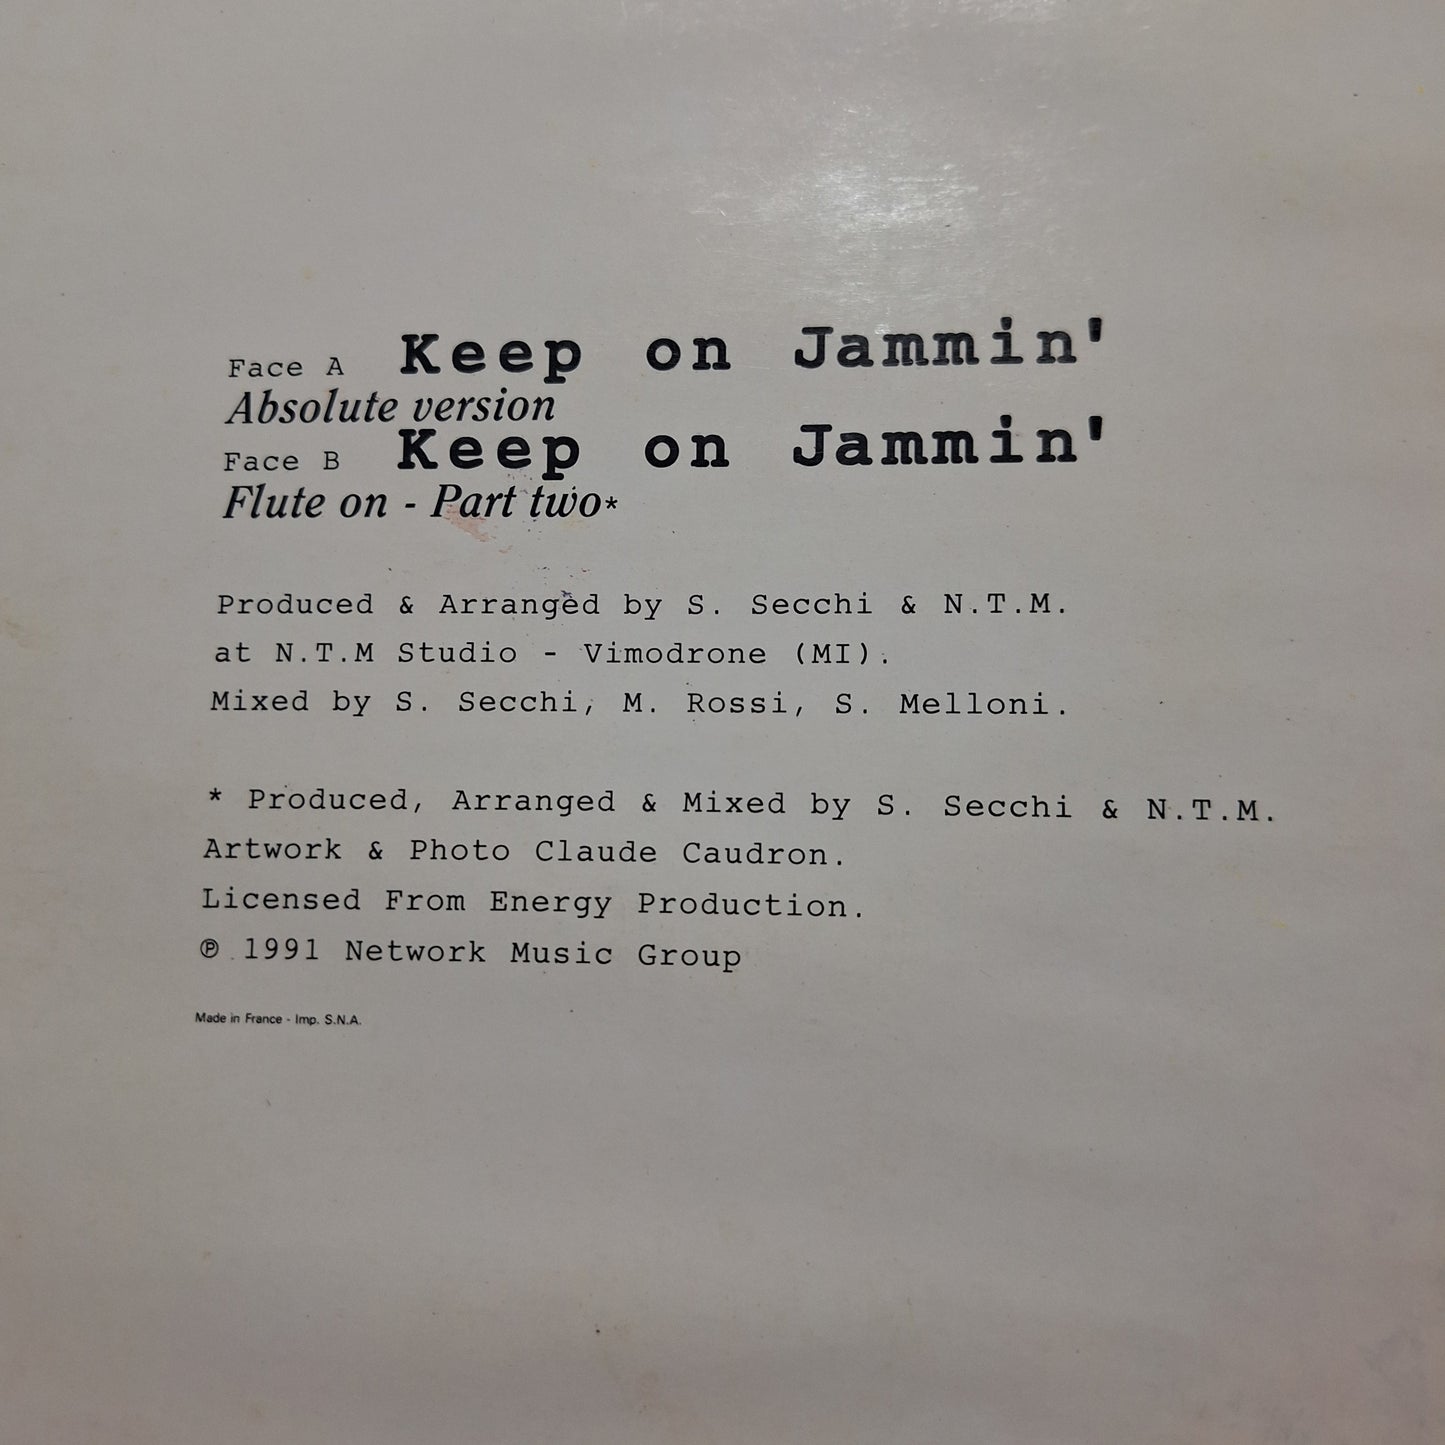 Face A Keep on Jammin'
Absolute version
Face B Keep on Jammin'
Flute on - Part two*
Produced & Arranged by S. Secchi & N.T.M.
at N.T.M Studio - Vimodrone (MI).
Mixed by S. Secchi, M. Rossi, S. Melloni.
* Produced, Arranged & Mixed by S. Secchi & N.T.M.
Artwork & Photo Claude Caudron.
Licensed From Energy Production.
℗ 1991 Network Music Group
Made in France - Imp. S.N.A.